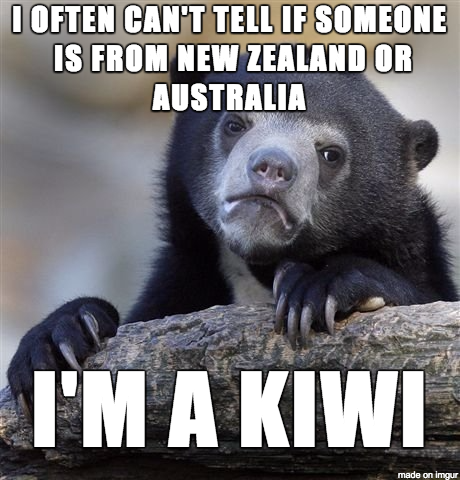 I OFTEN CAN'T TELL IF SOMEONE
IS FROM NEW ZEALAND OR
AUSTRALIA
I'M A KIWI
made on imgur